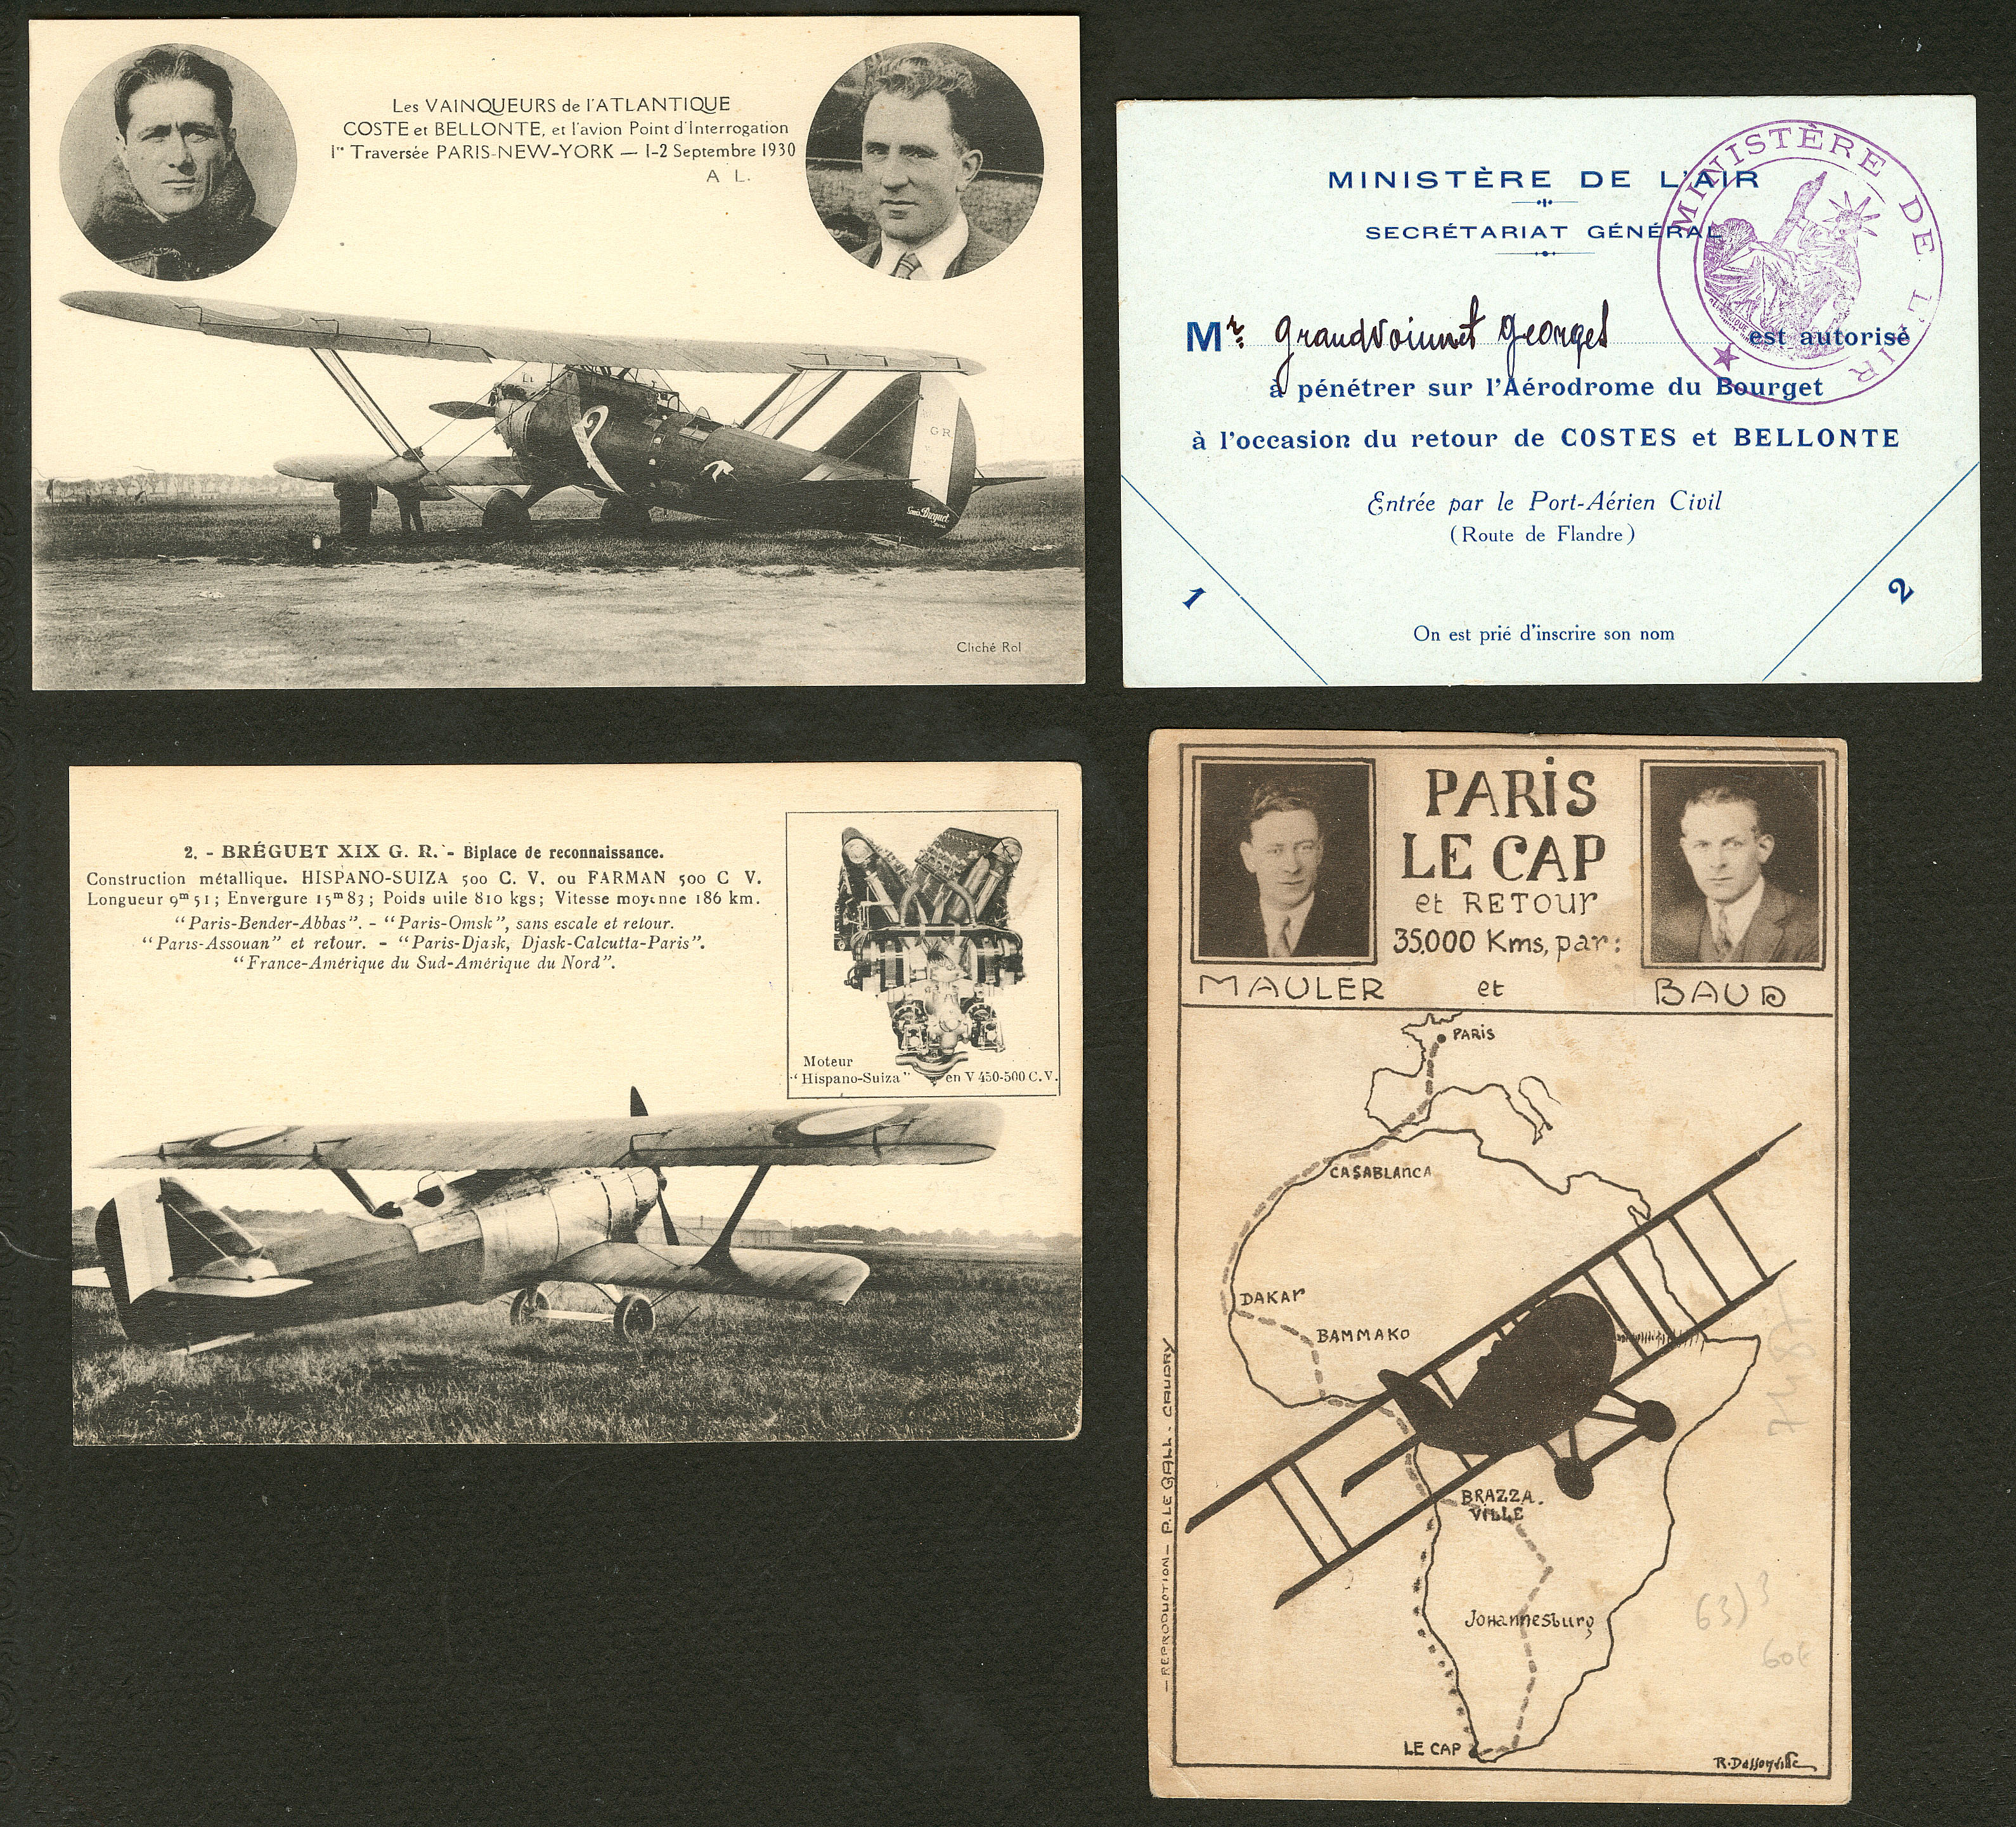 Les VAINQUEURS de l'ATLANTIQUE
COSTE et BELLONTE, et l'avion Point d'Interrogation
1re Traversée PARIS-NEW-YORK — 1-2 Septembre 1930
A L.
?
GR
Louis Breguet
Cliché Rol
MINISTÈRE DE L'AIR
SECRÉTARIAT GÉNÉRAL
MINISTÈRE DE L'AIR
Mr. Grandvoinnet Georges est autorisé
à pénétrer sur l'Aérodrome du Bourget
à l'occasion du retour de COSTES et BELLONTE
Entrée par le Port-Aérien Civil
(Route de Flandre)
1
2
On est prié d'inscrire son nom
2. - BRÉGUET XIX G. R. - Biplace de reconnaissance.
Construction métallique. HISPANO-SUIZA 500 C. V. ou FARMAN 500 C V.
Longueur 9m51; Envergure 15m83; Poids utile 810 kgs; Vitesse moyenne 186 km.
"Paris-Bender-Abbas". - "Paris-Omsk", sans escale et retour.
"Paris-Assouan" et retour. - "Paris-Djask, Djask-Calcutta-Paris".
"France-Amérique du Sud-Amérique du Nord".
Moteur
"Hispano-Suiza" en V 450-500 C.V.
PARIS
LE CAP
et RETOUR
35.000 Kms, par:
MAULER et BAUD
PARIS
CASABLANCA
DAKAR
BAMMAKO
BRAZZA.
VILLE
Johannesburg
LE CAP
R. Dassonville
— REPRODUCTION — P. LE GALL. CAUDRY
63) 3
60€